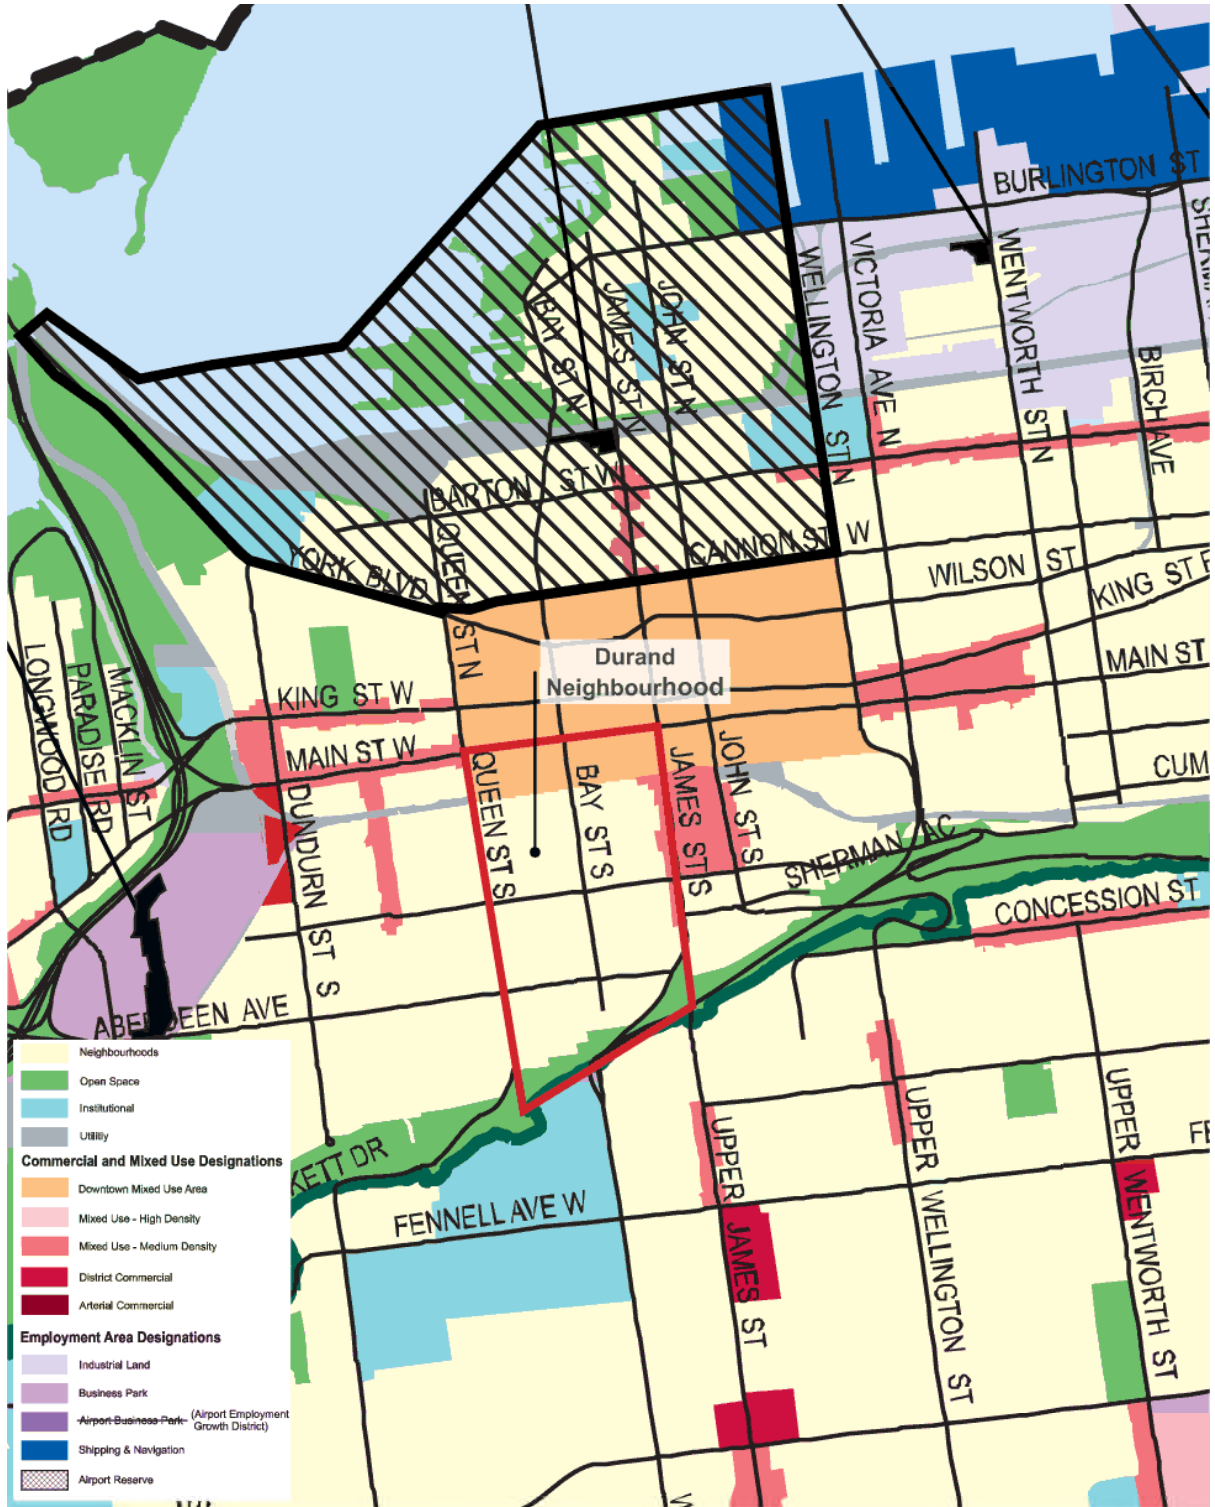 BURLINGTON ST
SHERMA
WELLINGTON ST N
VICTORIA AVE N
WENTWORTH ST N
BIRCH AVE
BAY ST N
JAMES ST N
JOHN ST N
BARTON ST W
QUEEN ST N
YORK BLVD
CANNON ST W
WILSON ST
KING ST E
MAIN ST
Durand
Neighbourhood
LONGWOOD RD
PARADISE RD
MACKLIN ST
KING ST W
MAIN ST W
DUNDURN ST S
QUEEN ST S
BAY ST S
JAMES ST S
JOHN ST S
CUM
SHERMAN AC
CONCESSION ST
ABERDEEN AVE
KETT DR
FENNELL AVE W
UPPER JAMES ST
UPPER WELLINGTON ST
UPPER WENTWORTH ST
FE
W
Neighbourhoods
Open Space
Institutional
Utility
Commercial and Mixed Use Designations
Downtown Mixed Use Area
Mixed Use - High Density
Mixed Use - Medium Density
District Commercial
Arterial Commercial
Employment Area Designations
Industrial Land
Business Park
Airport Business Park (Airport Employment
Growth District)
Shipping & Navigation
Airport Reserve